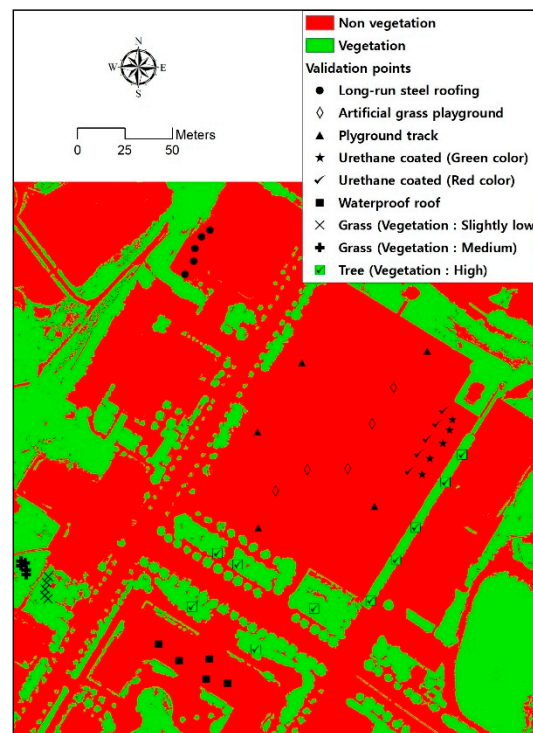 N
W E
S
Meters
0 25 50
Non vegetation
Vegetation
Validation points
Long-run steel roofing
Artificial grass playground
Plyground track
Urethane coated (Green color)
Urethane coated (Red color)
Waterproof roof
Grass (Vegetation : Slightly low
Grass (Vegetation : Medium)
Tree (Vegetation : High)